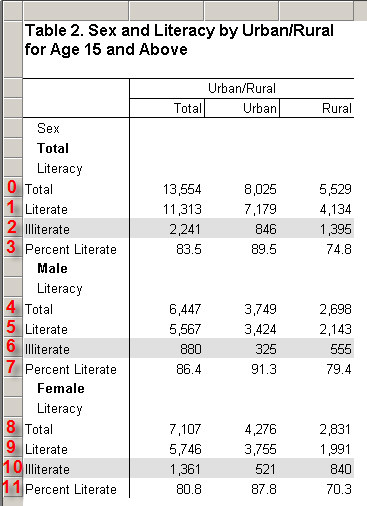 Table 2. Sex and Literacy by Urban/Rural
for Age 15 and Above
Urban/Rural
Total Urban Rural
Sex
Total
Literacy
0 Total 13,554 8,025 5,529
1 Literate 11,313 7,179 4,134
2 Illiterate 2,241 846 1,395
3 Percent Literate 83.5 89.5 74.8
Male
Literacy
4 Total 6,447 3,749 2,698
5 Literate 5,567 3,424 2,143
6 Illiterate 880 325 555
7 Percent Literate 86.4 91.3 79.4
Female
Literacy
8 Total 7,107 4,276 2,831
9 Literate 5,746 3,755 1,991
10 Illiterate 1,361 521 840
11 Percent Literate 80.8 87.8 70.3